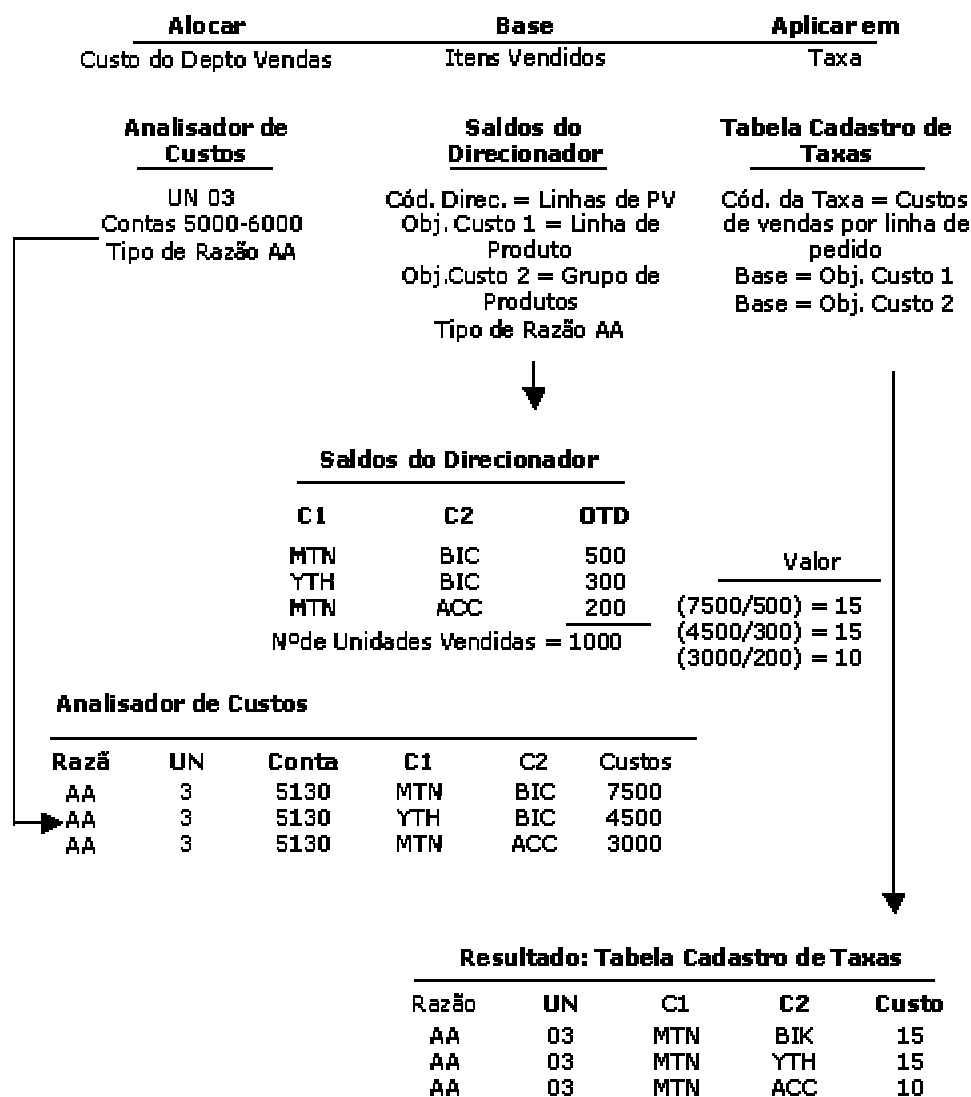 Alocar Base Aplicar em
Custo do Depto Vendas Itens Vendidos Taxa
Analisador de Custos
UN 03
Contas 5000-6000
Tipo de Razão AA
Saldos do Direcionador
Cód. Direc. = Linhas de PV
Obj. Custo 1 = Linha de
Produto
Obj.Custo 2 = Grupo de
Produtos
Tipo de Razão AA
Tabela Cadastro de
Taxas
Cód. da Taxa = Custos
de vendas por linha de
pedido
Base = Obj. Custo 1
Base = Obj. Custo 2
Saldos do Direcionador
C1 C2 OTD
MTN BIC 500
YTH BIC 300
MTN ACC 200
Nºde Unidades Vendidas = 1000
Valor
(7500/500) = 15
(4500/300) = 15
(3000/200) = 10
Analisador de Custos
Razã UN Conta C1 C2 Custos
AA 3 5130 MTN BIC 7500
AA 3 5130 YTH BIC 4500
AA 3 5130 MTN ACC 3000
Resultado: Tabela Cadastro de Taxas
Razão UN C1 C2 Custo
AA 03 MTN BIK 15
AA 03 MTN YTH 15
AA 03 MTN ACC 10